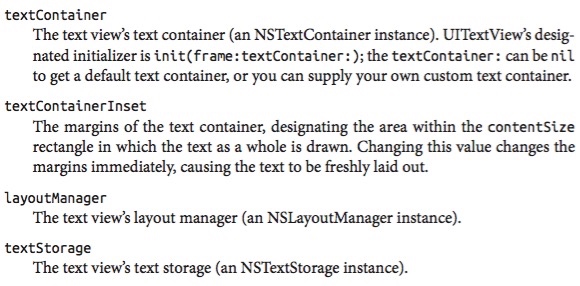 textContainer
The text view’s text container (an NSTextContainer instance). UITextView’s desig-
nated initializer is init(frame:textContainer:); the textContainer: can be nil
to get a default text container, or you can supply your own custom text container.
textContainerInset
The margins of the text container, designating the area within the contentSize
rectangle in which the text as a whole is drawn. Changing this value changes the
margins immediately, causing the text to be freshly laid out.
layoutManager
The text view’s layout manager (an NSLayoutManager instance).
textStorage
The text view’s text storage (an NSTextStorage instance).